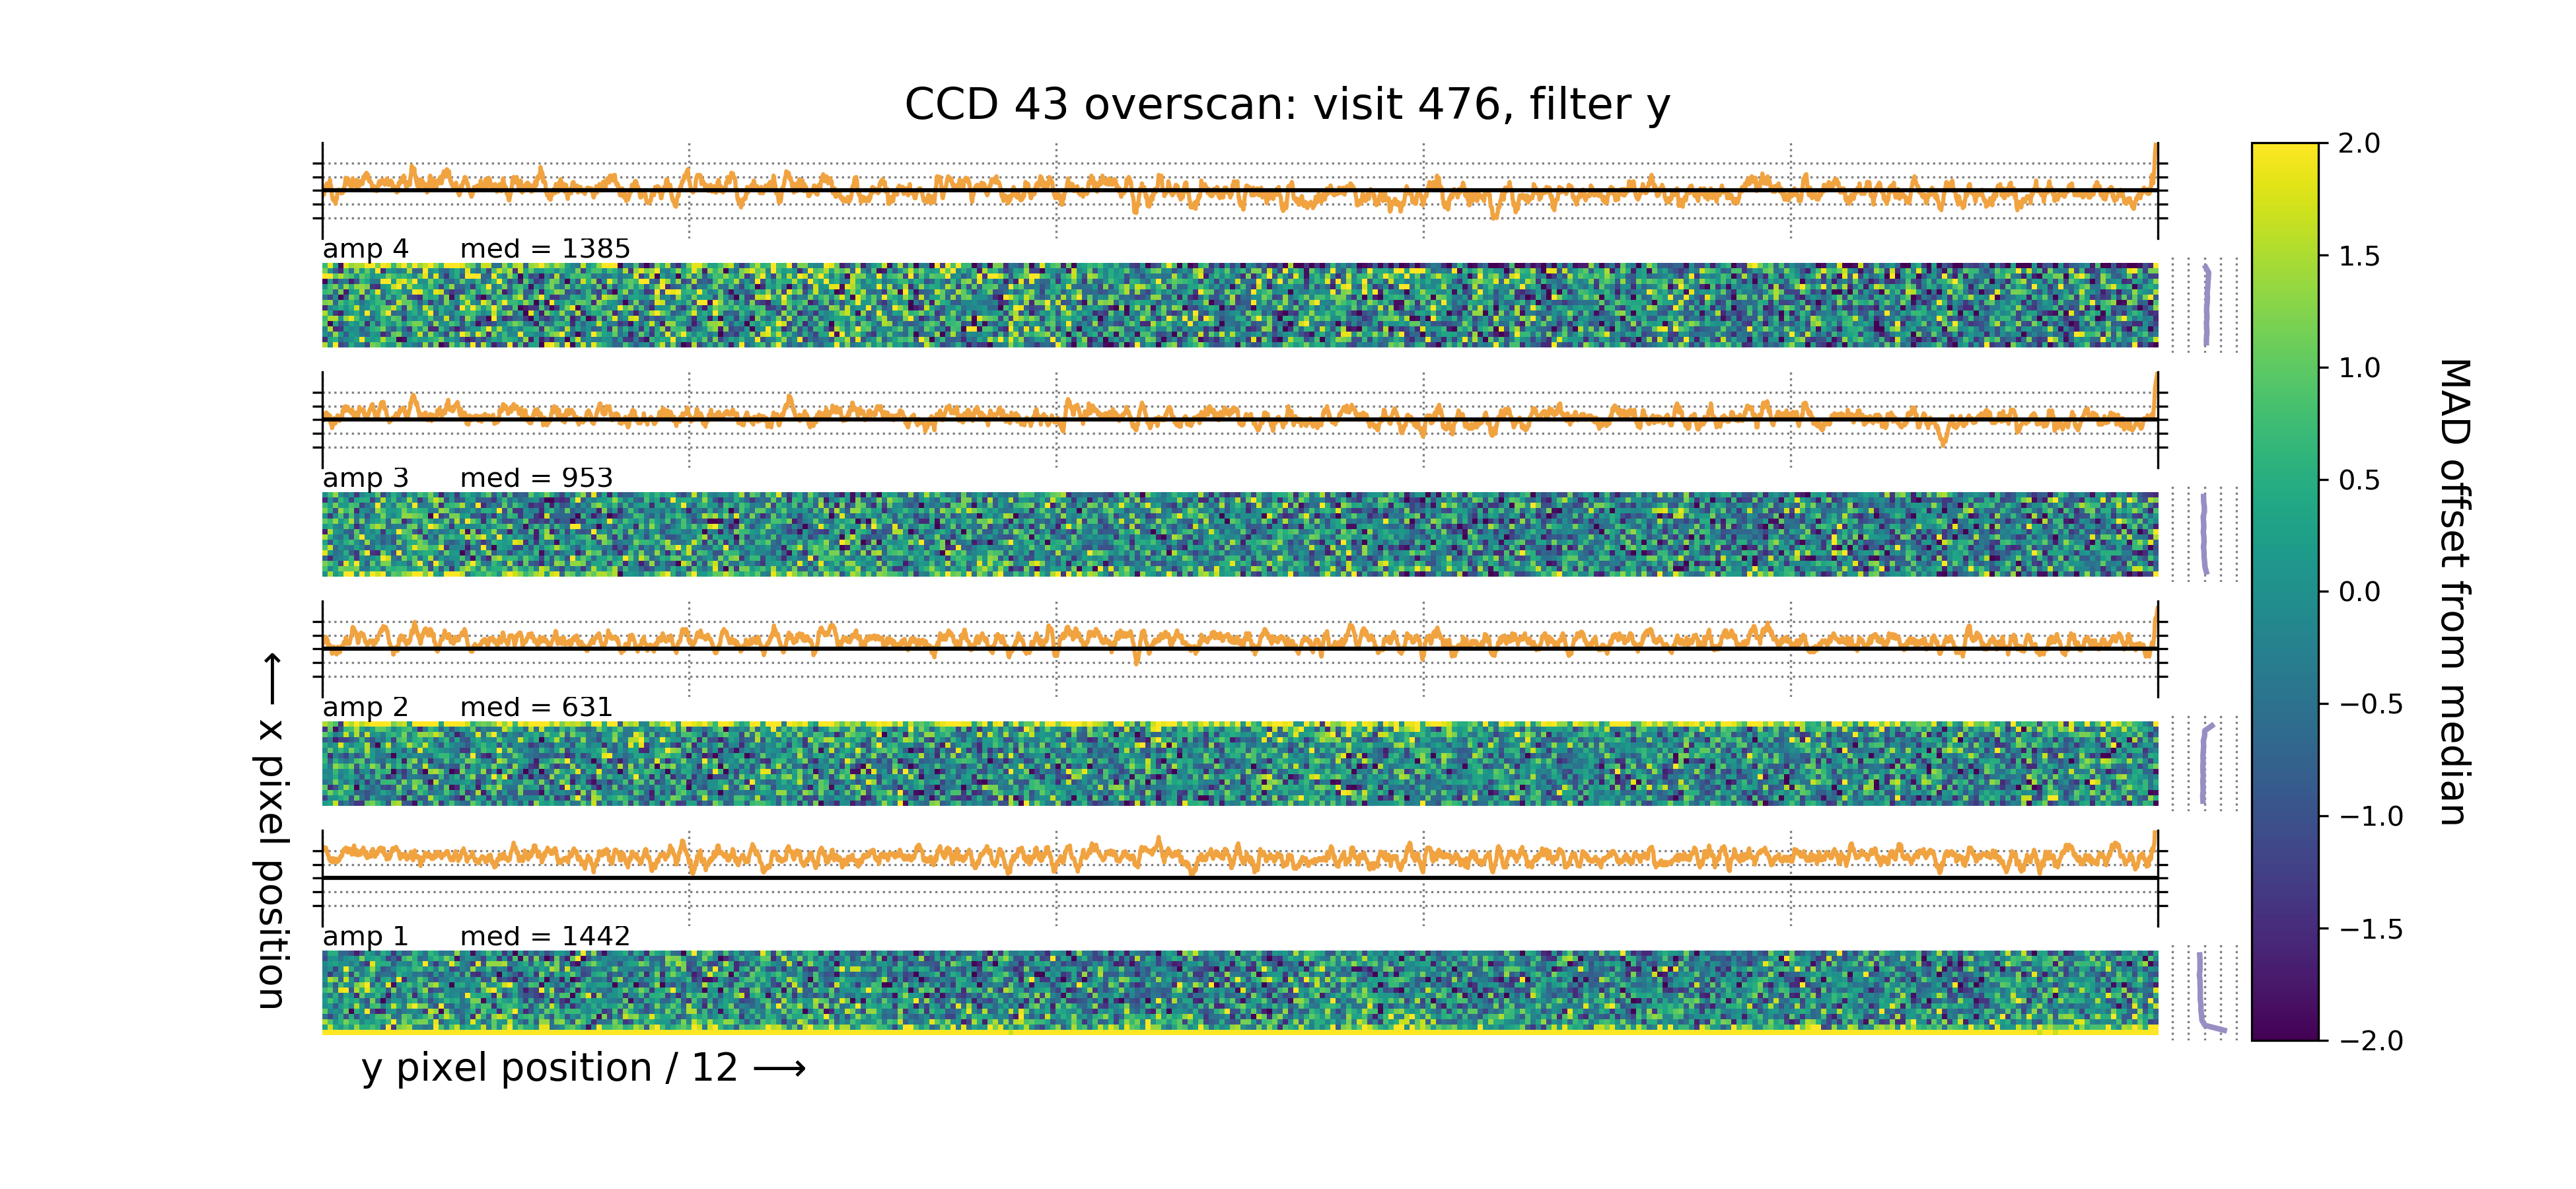 CCD 43 overscan: visit 476, filter y
amp 4 med = 1385
amp 3 med = 953
amp 2 med = 631
amp 1 med = 1442
x pixel position ⟶
y pixel position / 12 ⟶
2.0
1.5
1.0
0.5
0.0
−0.5
−1.0
−1.5
−2.0
MAD offset from median